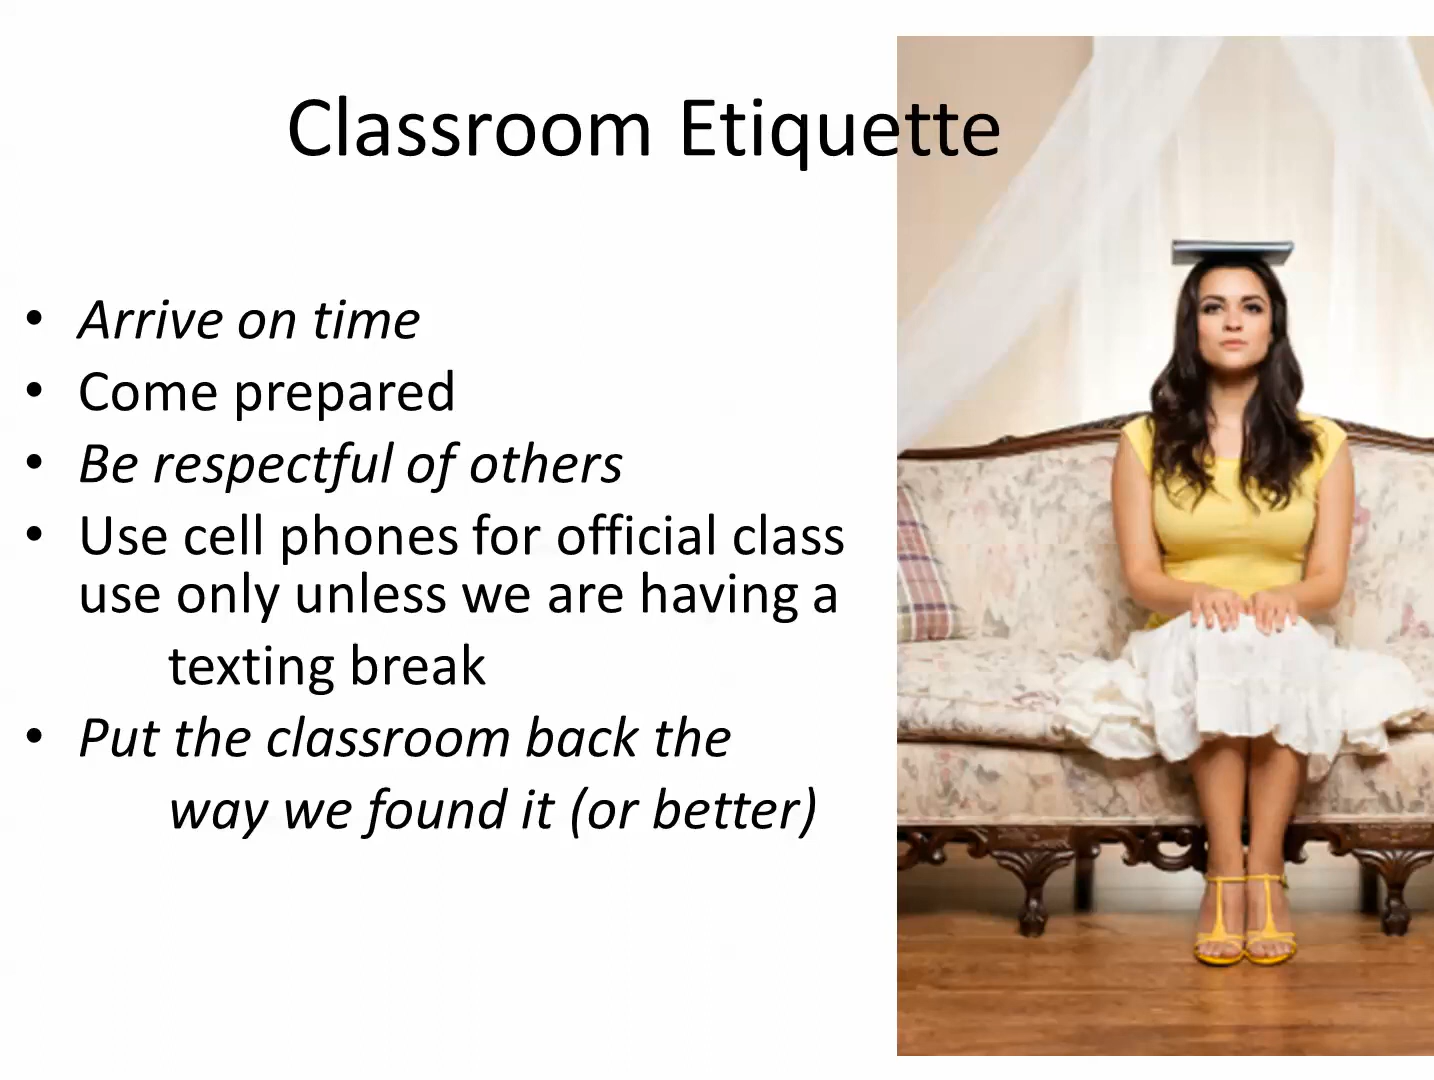 Classroom Etiquette
• Arrive on time
• Come prepared
• Be respectful of others
• Use cell phones for official class
use only unless we are having a
texting break
• Put the classroom back the
way we found it (or better)